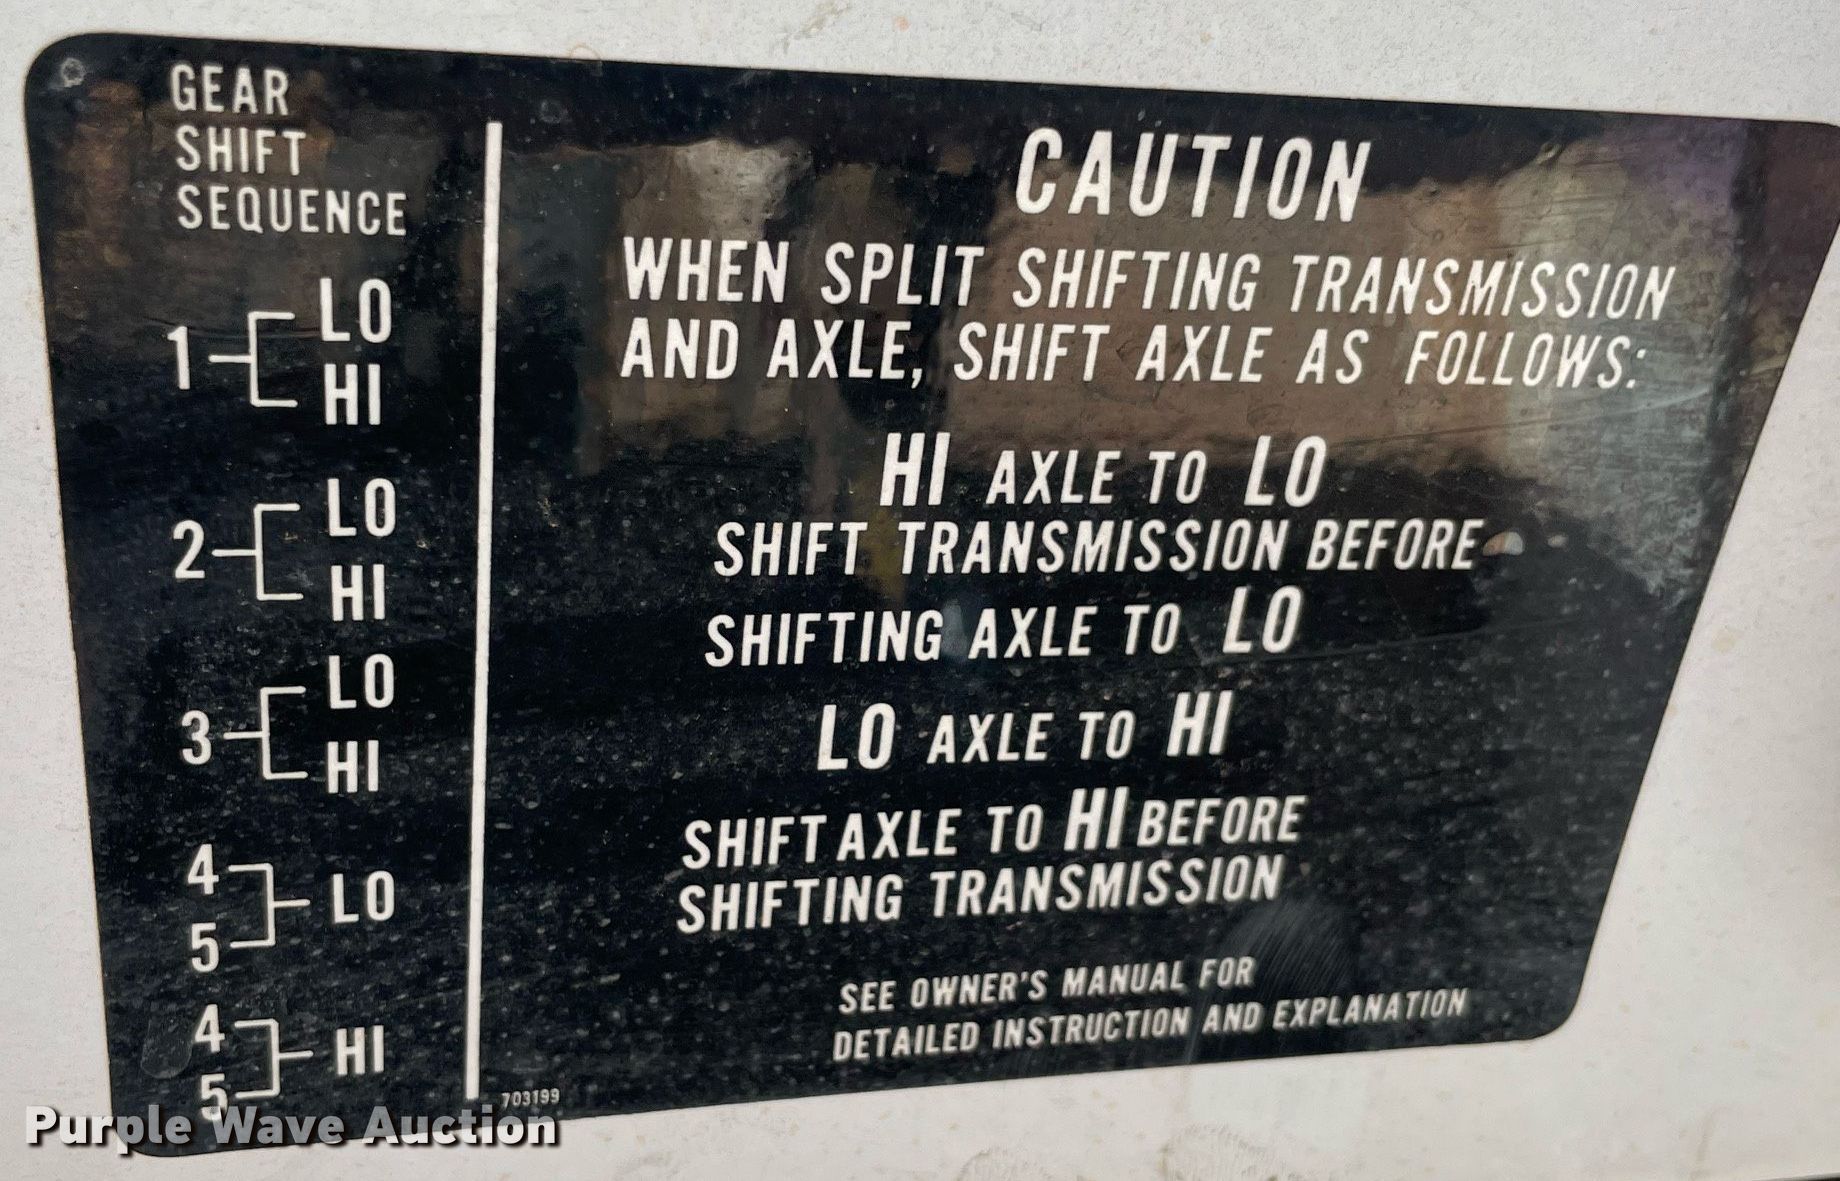 GEAR
SHIFT
SEQUENCE
1 LO
HI
2 LO
HI
3 LO
HI
4
5 LO
4
5 HI
CAUTION
WHEN SPLIT SHIFTING TRANSMISSION
AND AXLE, SHIFT AXLE AS FOLLOWS:
HI AXLE TO LO
SHIFT TRANSMISSION BEFORE
SHIFTING AXLE TO LO
LO AXLE TO HI
SHIFT AXLE TO HI BEFORE
SHIFTING TRANSMISSION
SEE OWNER'S MANUAL FOR
DETAILED INSTRUCTION AND EXPLANATION
703199
Purple Wave Auction